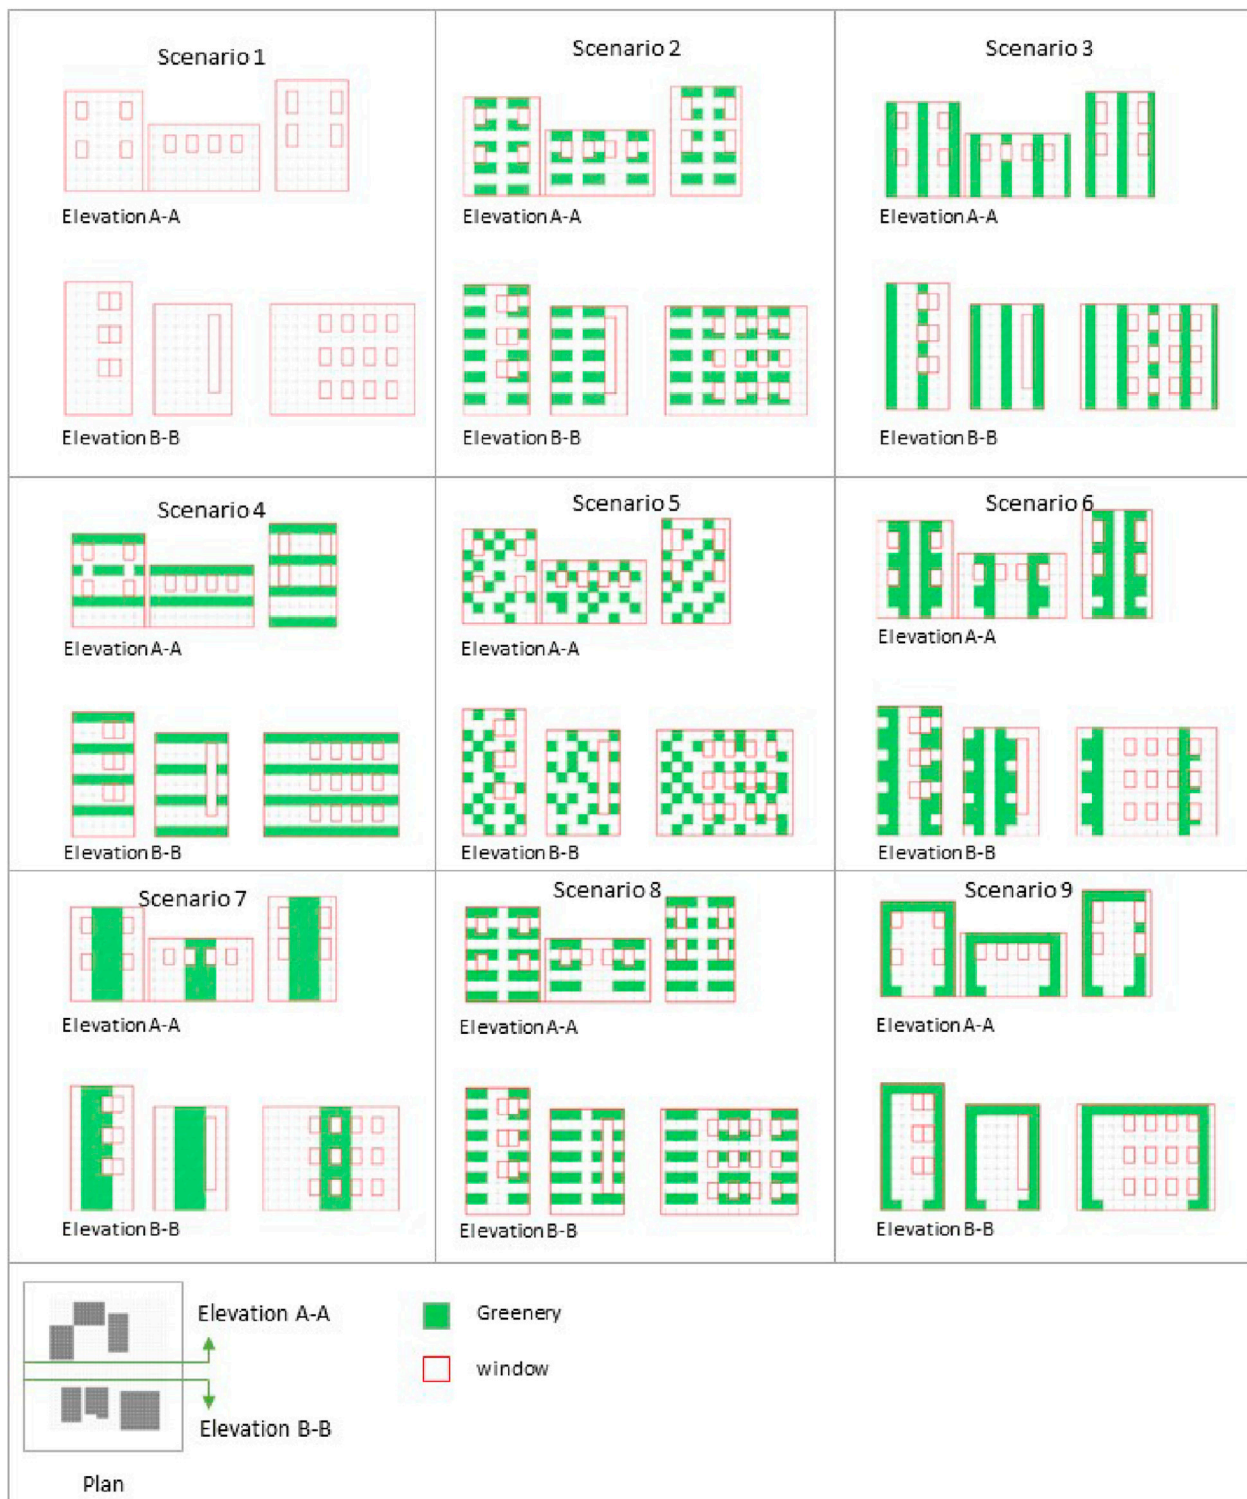 Scenario 1
Elevation A-A
Elevation B-B
Scenario 2
Elevation A-A
Elevation B-B
Scenario 3
Elevation A-A
Elevation B-B
Scenario 4
Elevation A-A
Elevation B-B
Scenario 5
Elevation A-A
Elevation B-B
Scenario 6
Elevation A-A
Elevation B-B
Scenario 7
Elevation A-A
Elevation B-B
Scenario 8
Elevation A-A
Elevation B-B
Scenario 9
Elevation A-A
Elevation B-B
Elevation A-A
Elevation B-B
Plan
Greenery
window